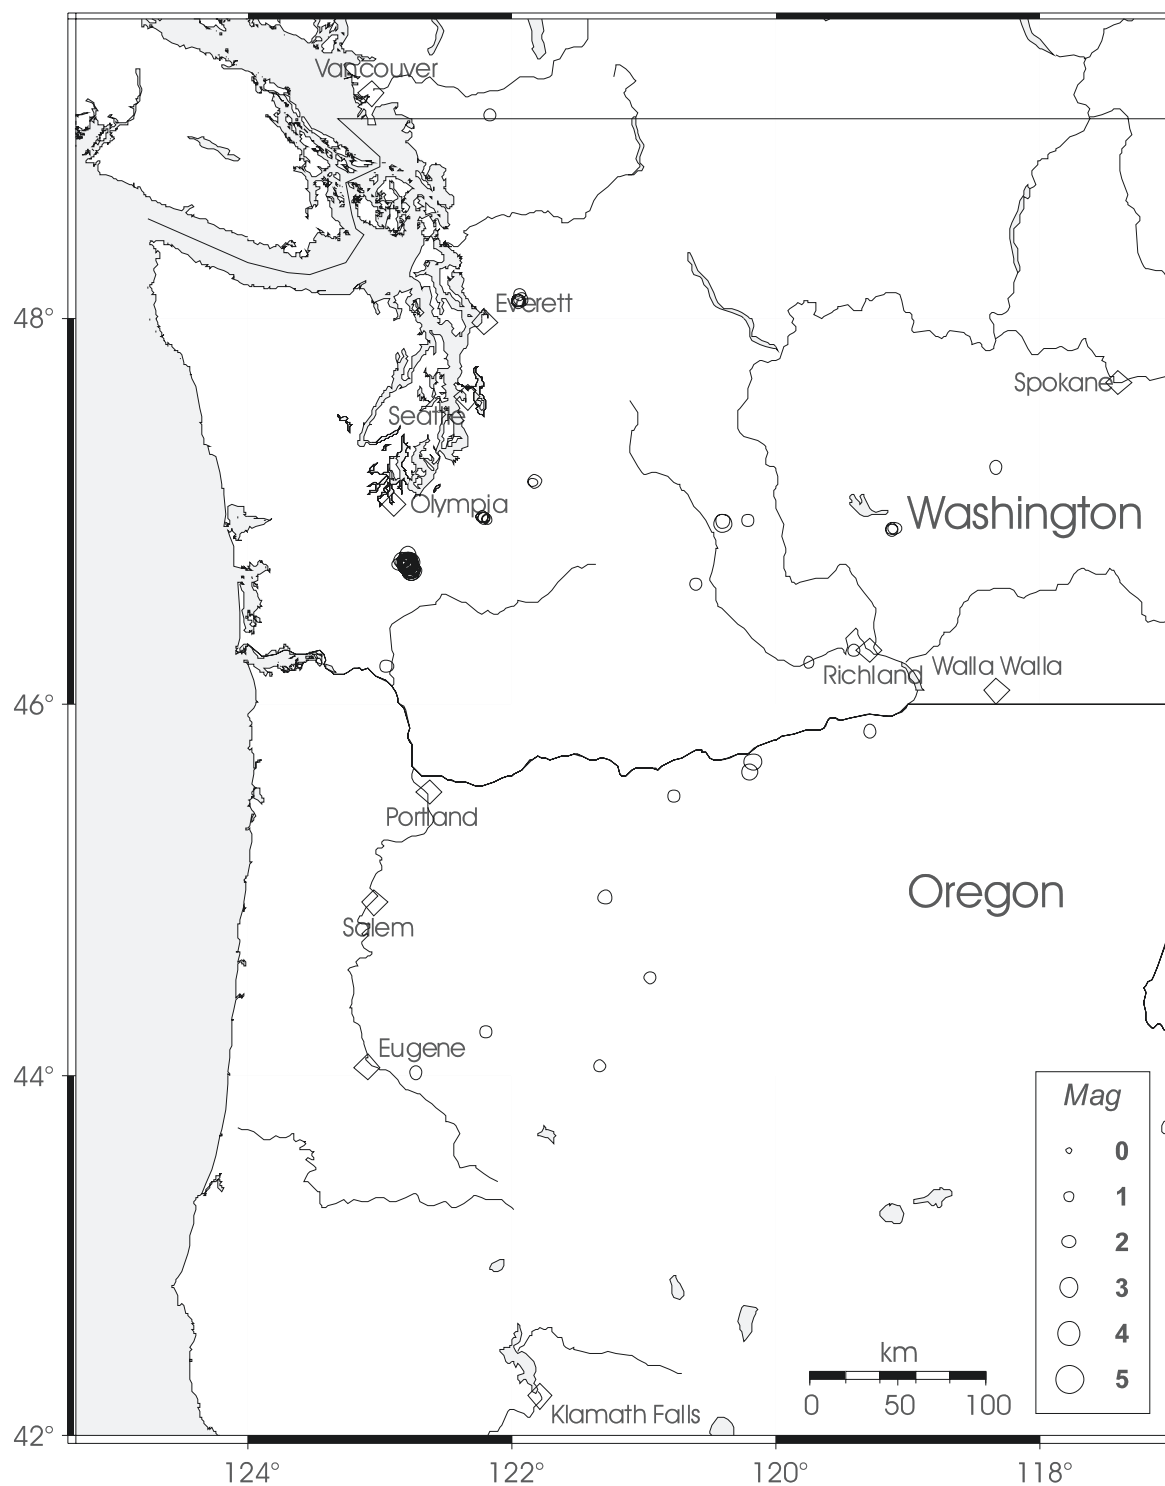 Vancouver
Everett
48°
Spokane
Seattle
Olympia
Washington
Richland
Walla Walla
46°
Portland
Oregon
Salem
Eugene
44°
Mag
0
1
2
3
4
5
km
0 50 100
Klamath Falls
42°
124° 122° 120° 118°